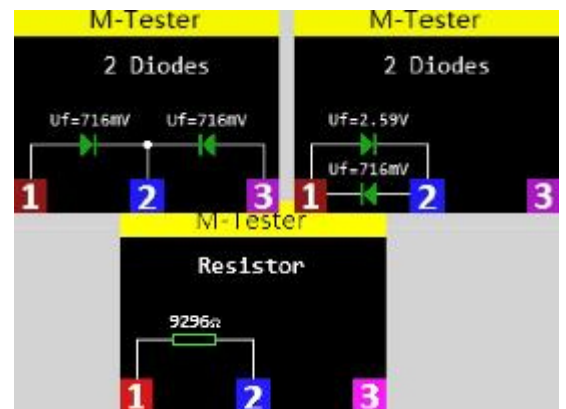 M-Tester
2 Diodes
Uf=716mV Uf=716mV
1 2 3
M-Tester
2 Diodes
Uf=2.59V
Uf=716mV
1 2 3
M-Tester
Resistor
9296Ω
1 2 3